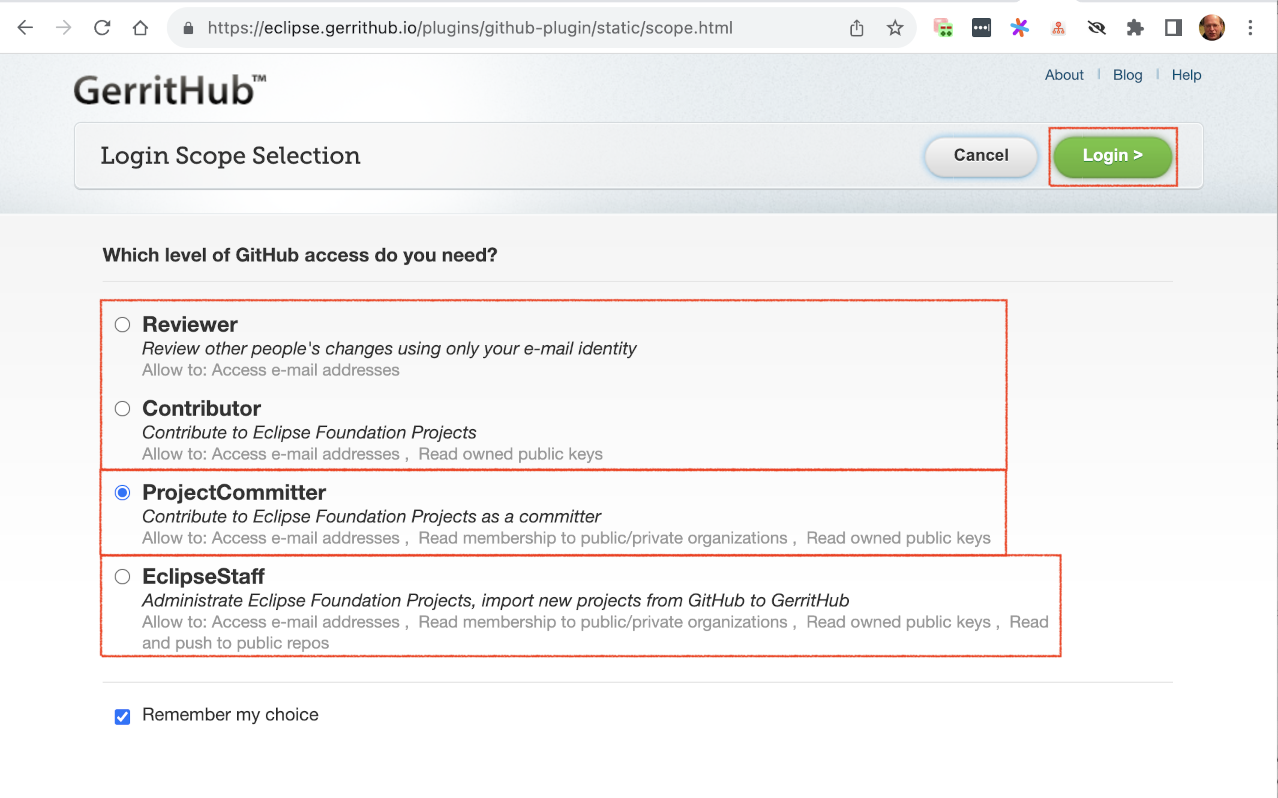 https://eclipse.gerrithub.io/plugins/github-plugin/static/scope.html
GerritHub™
About | Blog | Help
Login Scope Selection
Cancel
Login >
Which level of GitHub access do you need?
Reviewer
Review other people's changes using only your e-mail identity
Allow to: Access e-mail addresses
Contributor
Contribute to Eclipse Foundation Projects
Allow to: Access e-mail addresses , Read owned public keys
ProjectCommitter
Contribute to Eclipse Foundation Projects as a committer
Allow to: Access e-mail addresses , Read membership to public/private organizations , Read owned public keys
EclipseStaff
Administrate Eclipse Foundation Projects, import new projects from GitHub to GerritHub
Allow to: Access e-mail addresses , Read membership to public/private organizations , Read owned public keys , Read
and push to public repos
Remember my choice